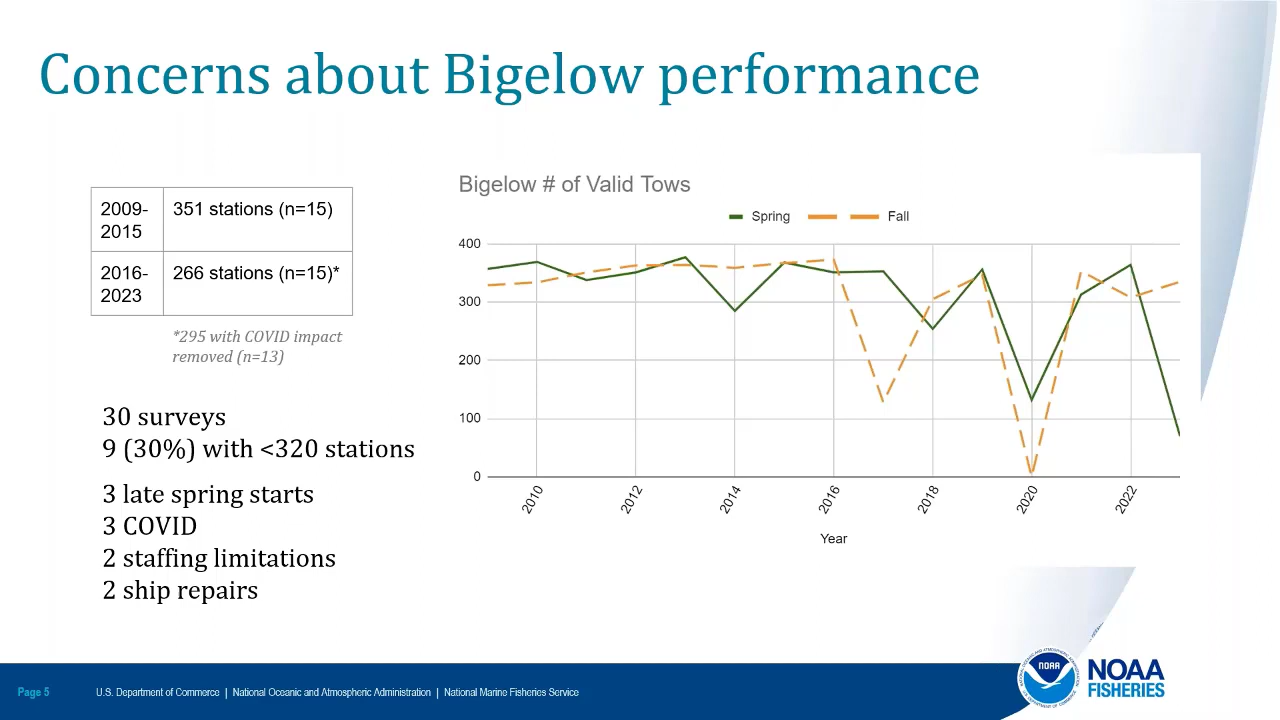 Concerns about Bigelow performance
2009-
2015
351 stations (n=15)
2016-
2023
266 stations (n=15)*
*295 with COVID impact
removed (n=13)
30 surveys
9 (30%) with <320 stations
3 late spring starts
3 COVID
2 staffing limitations
2 ship repairs
Bigelow # of Valid Tows
Spring
Fall
400
300
200
100
0
2010
2012
2014
2016
2018
2020
2022
Year
Page 5
U.S. Department of Commerce | National Oceanic and Atmospheric Administration | National Marine Fisheries Service
NOAA
NOAA
FISHERIES